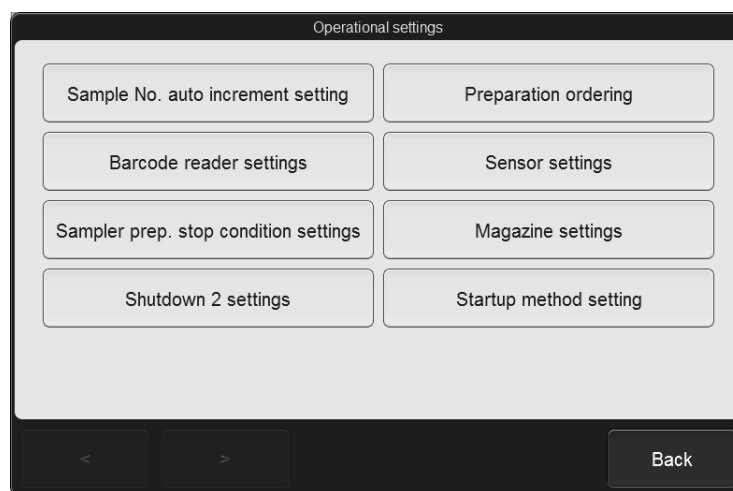 Operational settings
Sample No. auto increment setting
Preparation ordering
Barcode reader settings
Sensor settings
Sampler prep. stop condition settings
Magazine settings
Shutdown 2 settings
Startup method setting
< >
Back